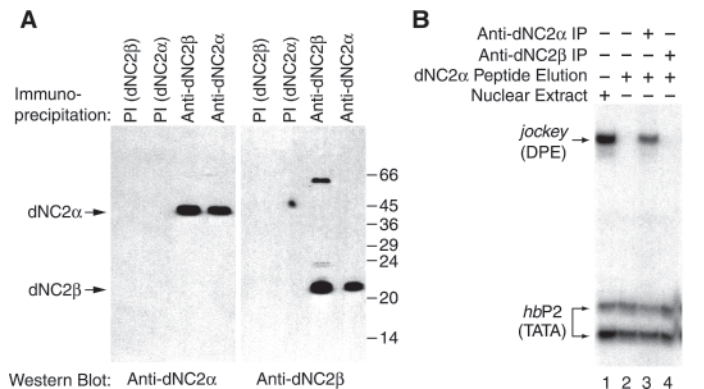 A
PI (dNC2β)
PI (dNC2α)
Anti-dNC2β
Anti-dNC2α
PI (dNC2β)
PI (dNC2α)
Anti-dNC2β
Anti-dNC2α
Immuno-
precipitation:
66
dNC2α
45
36
29
24
dNC2β
20
14
Western Blot: Anti-dNC2α Anti-dNC2β
B
Anti-dNC2α IP – – + –
Anti-dNC2β IP – – – +
dNC2α Peptide Elution – + + +
Nuclear Extract + – – –
jockey
(DPE)
hbP2
(TATA)
1 2 3 4